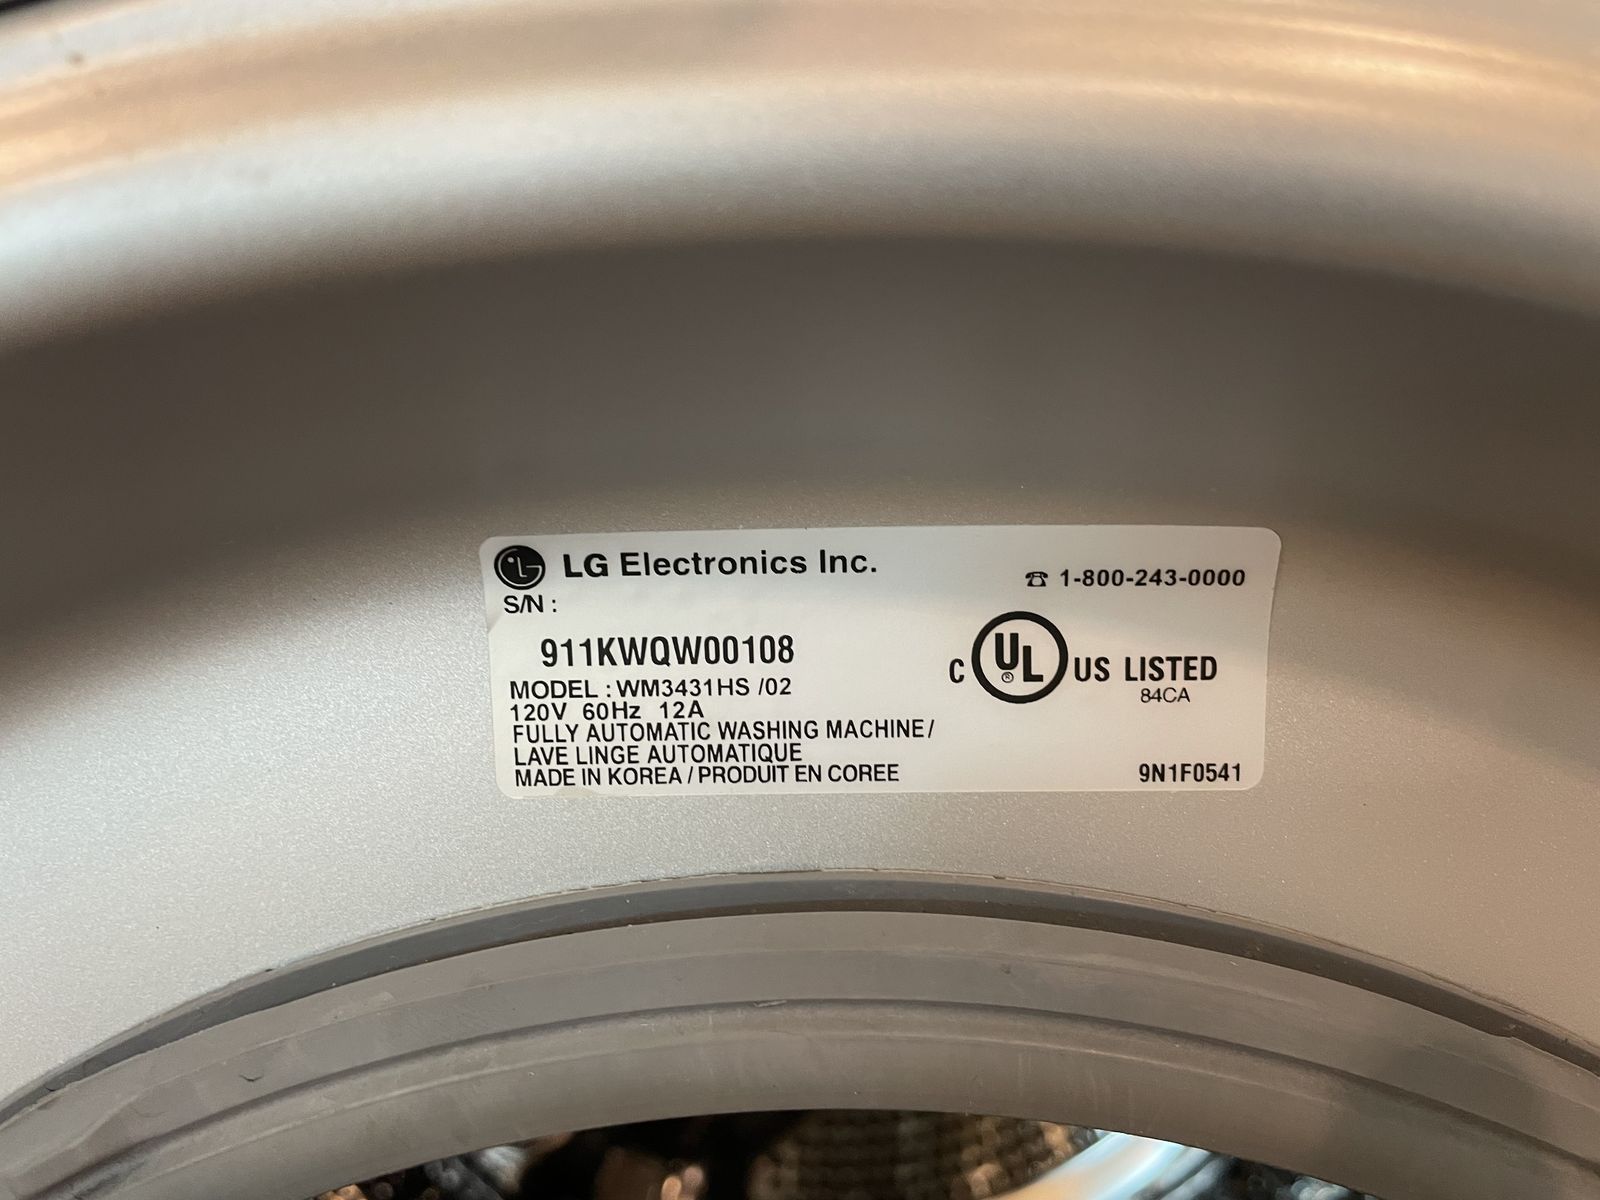 LG LG Electronics Inc.
☎ 1-800-243-0000
S/N :
911KWQW00108
C UL ® US LISTED
84CA
MODEL : WM3431HS /02
120V 60Hz 12A
FULLY AUTOMATIC WASHING MACHINE /
LAVE LINGE AUTOMATIQUE
MADE IN KOREA / PRODUIT EN COREE
9N1F0541